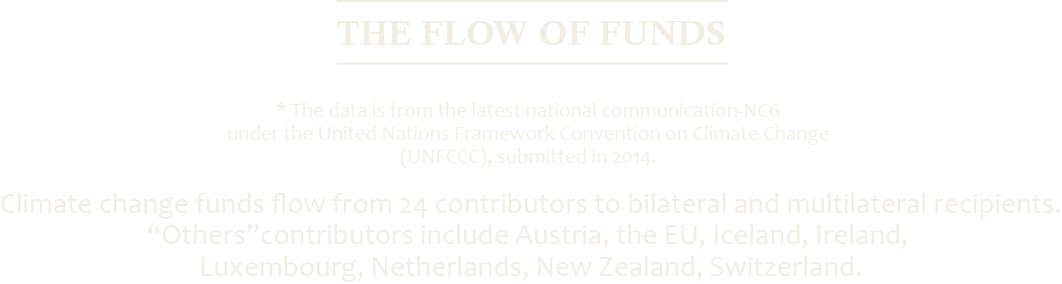 THE FLOW OF FUNDS
* The data is from the latest national communication-NC6
under the United Nations Framework Convention on Climate Change
(UNFCCC), submitted in 2014.
Climate change funds flow from 24 contributors to bilateral and multilateral recipients.
“Others”contributors include Austria, the EU, Iceland, Ireland,
Luxembourg, Netherlands, New Zealand, Switzerland.